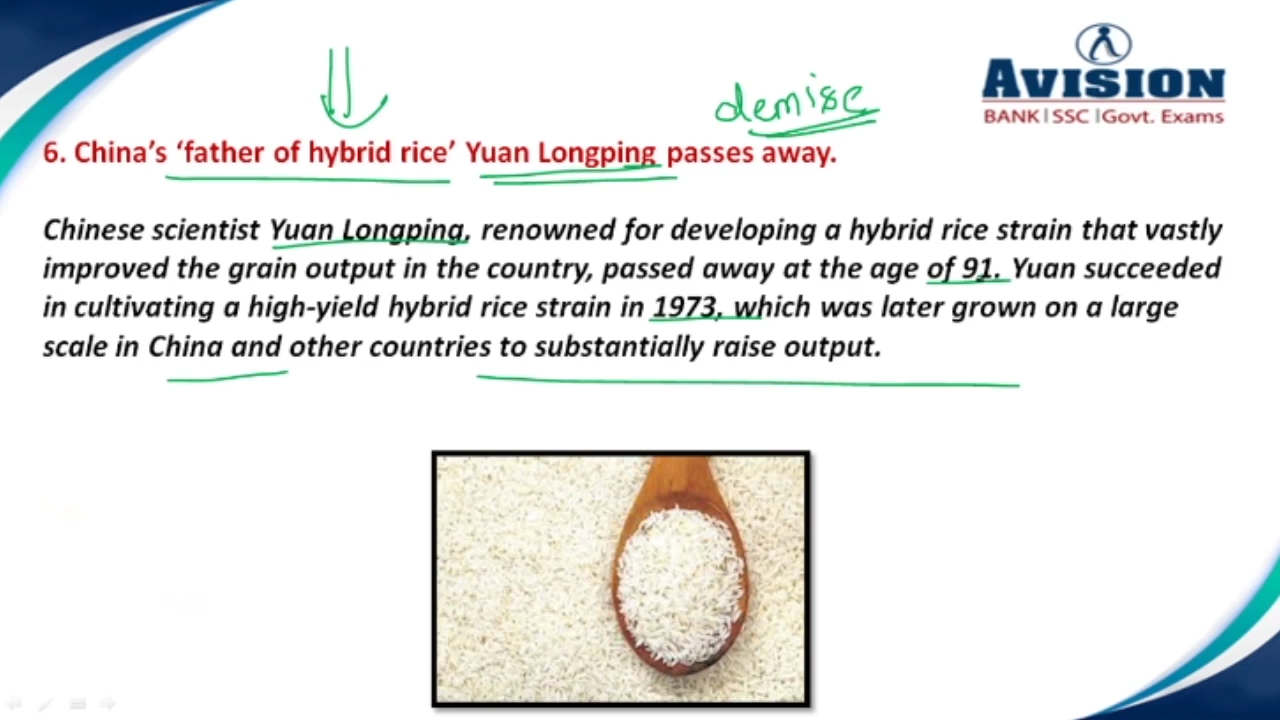 AVISION
BANK | SSC | Govt. Exams
demise
6. China's 'father of hybrid rice' Yuan Longping passes away.
Chinese scientist Yuan Longping, renowned for developing a hybrid rice strain that vastly
improved the grain output in the country, passed away at the age of 91. Yuan succeeded
in cultivating a high-yield hybrid rice strain in 1973, which was later grown on a large
scale in China and other countries to substantially raise output.